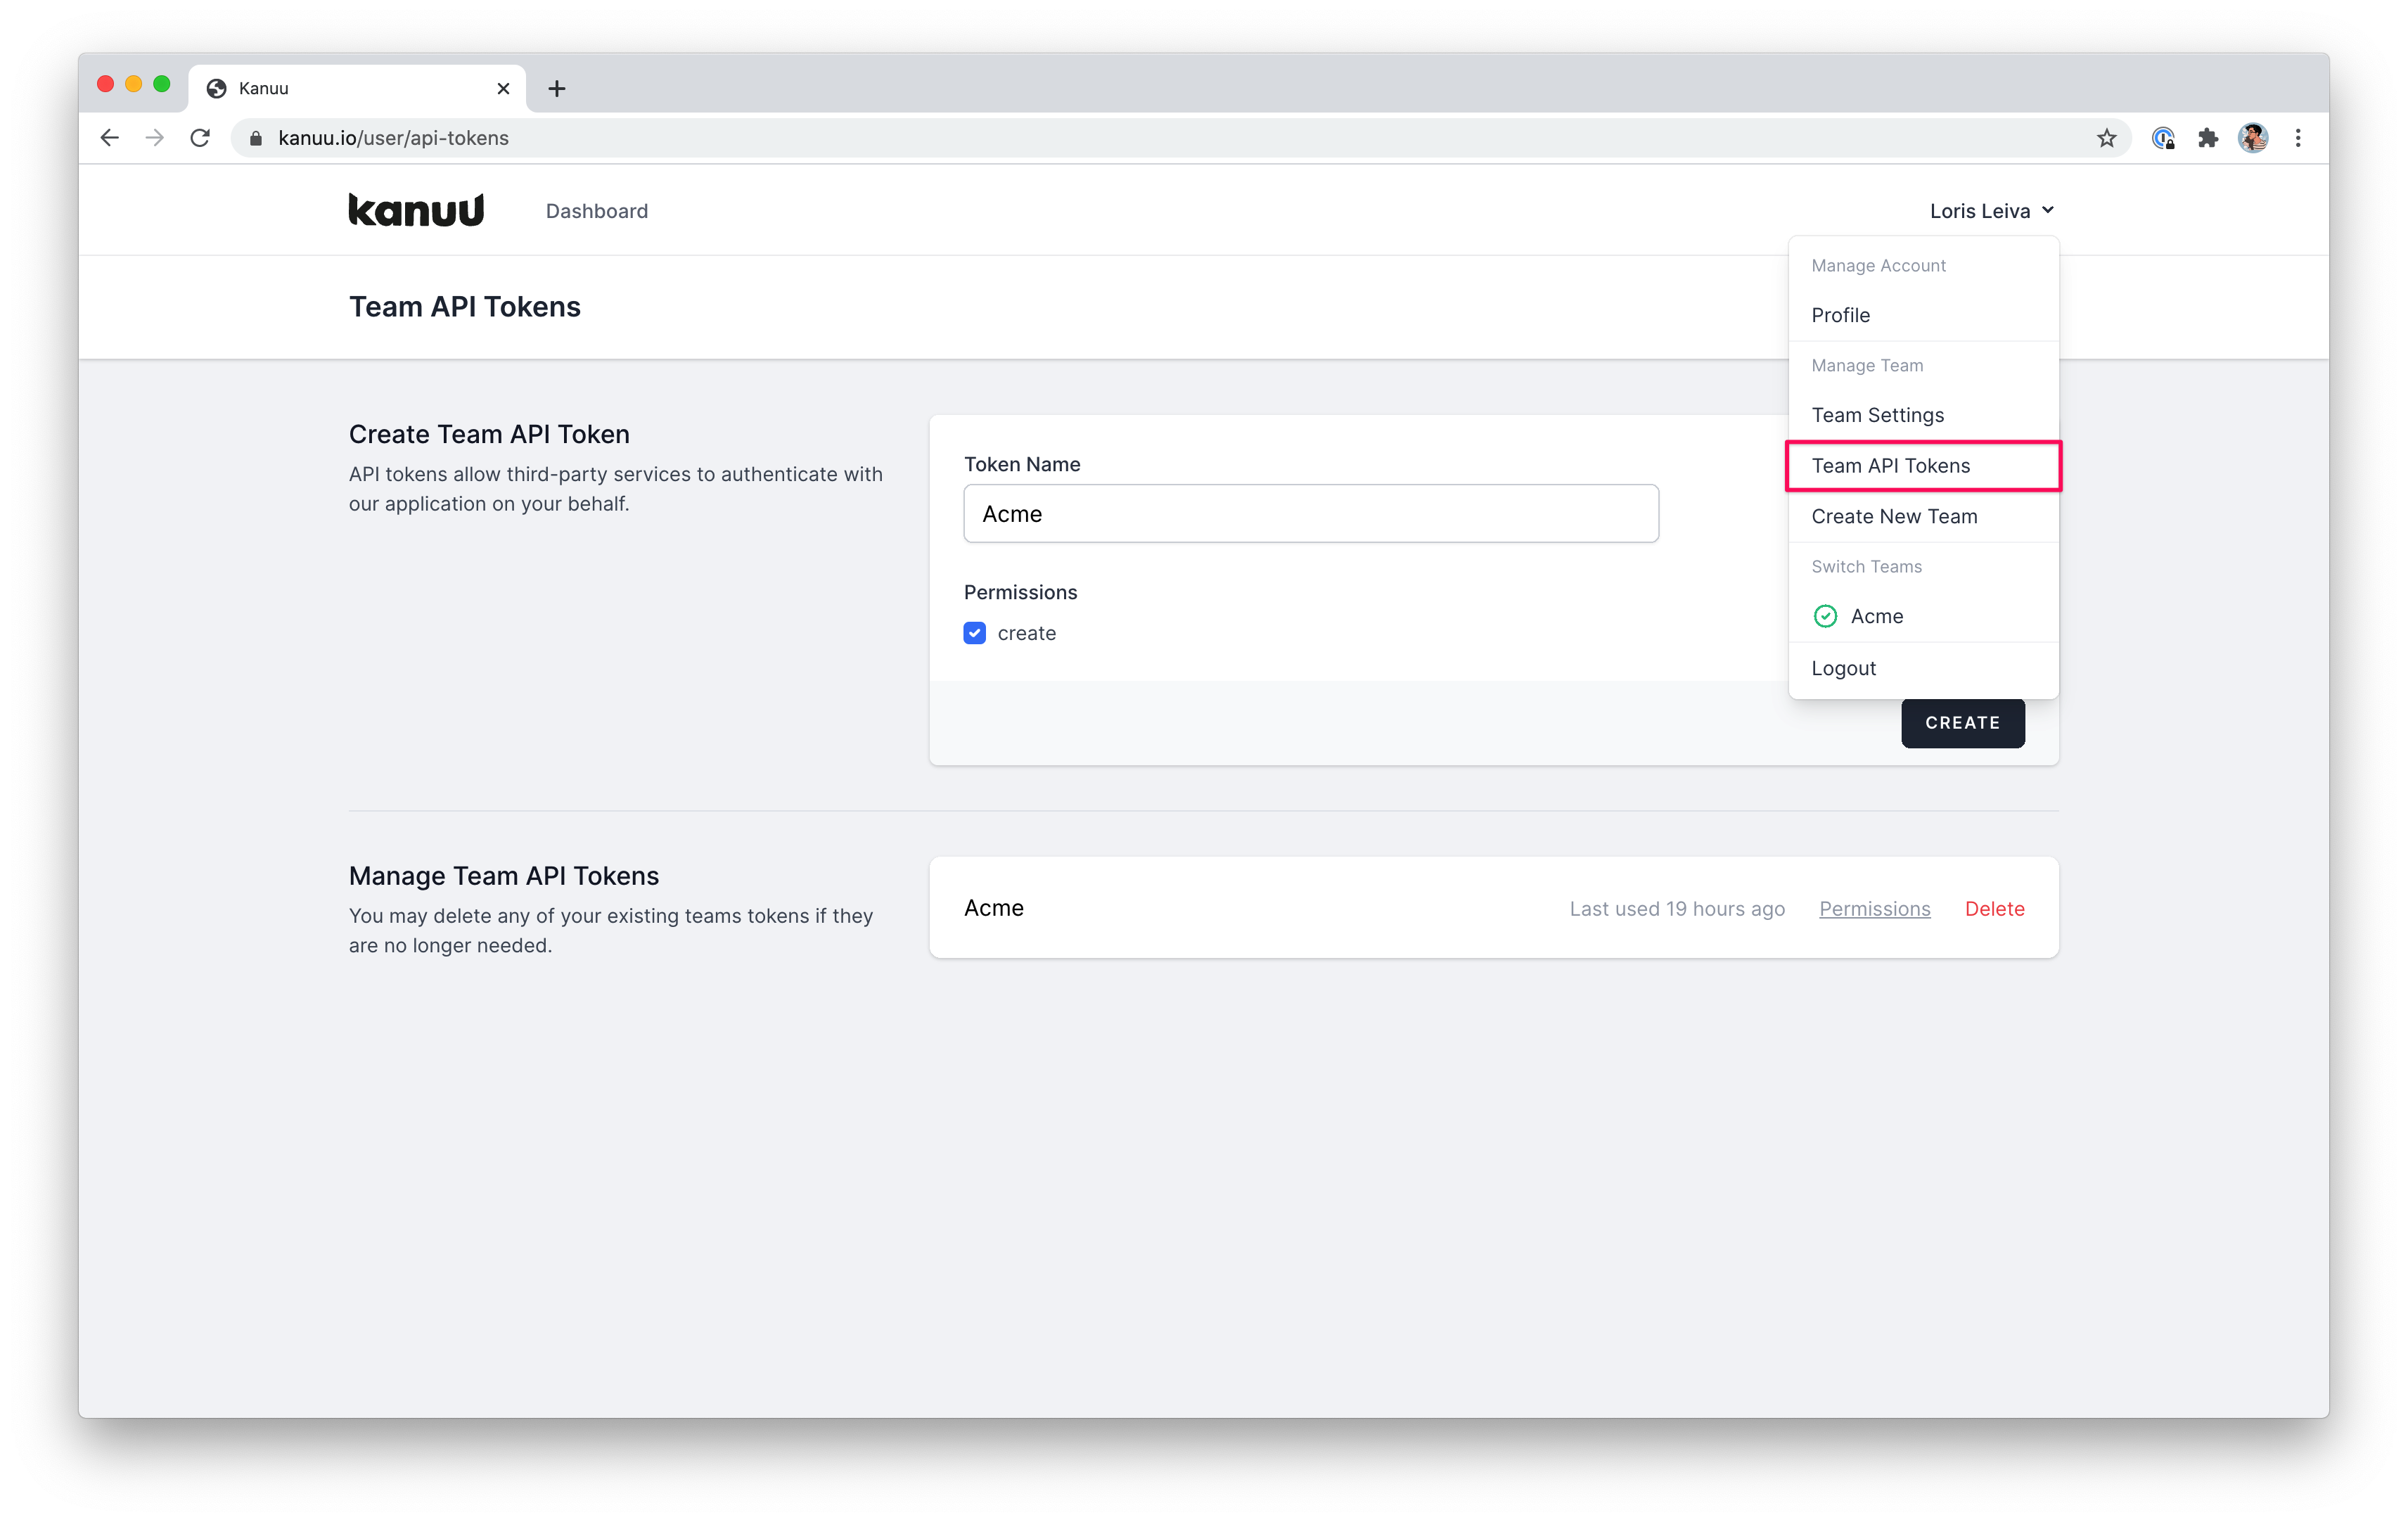 Kanuu
kanuu.io/user/api-tokens
kanuu
Dashboard
Loris Leiva
Manage Account
Profile
Manage Team
Team Settings
Team API Tokens
Create New Team
Switch Teams
Acme
Logout
Team API Tokens
Create Team API Token
API tokens allow third-party services to authenticate with
our application on your behalf.
Token Name
Acme
Permissions
create
CREATE
Manage Team API Tokens
You may delete any of your existing teams tokens if they
are no longer needed.
Acme
Last used 19 hours ago
Permissions
Delete